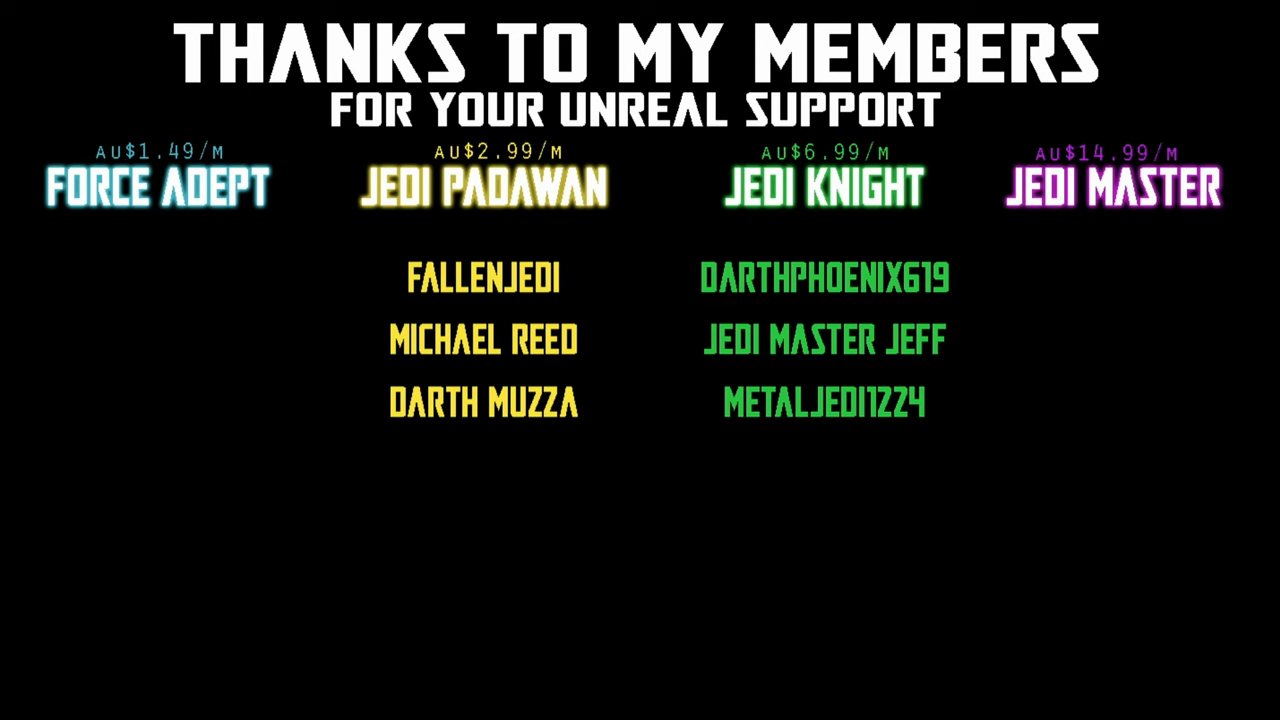 THANKS TO MY MEMBERS
FOR YOUR UNREAL SUPPORT
AU$1.49/M AU$2.99/M AU$6.99/M AU$14.99/M
FORCE ADEPT JEDI PADAWAN JEDI KNIGHT JEDI MASTER
FALLENJEDI DARTHPHOENIX619
MICHAEL REED JEDI MASTER JEFF
DARTH MUZZA METALJEDI1224